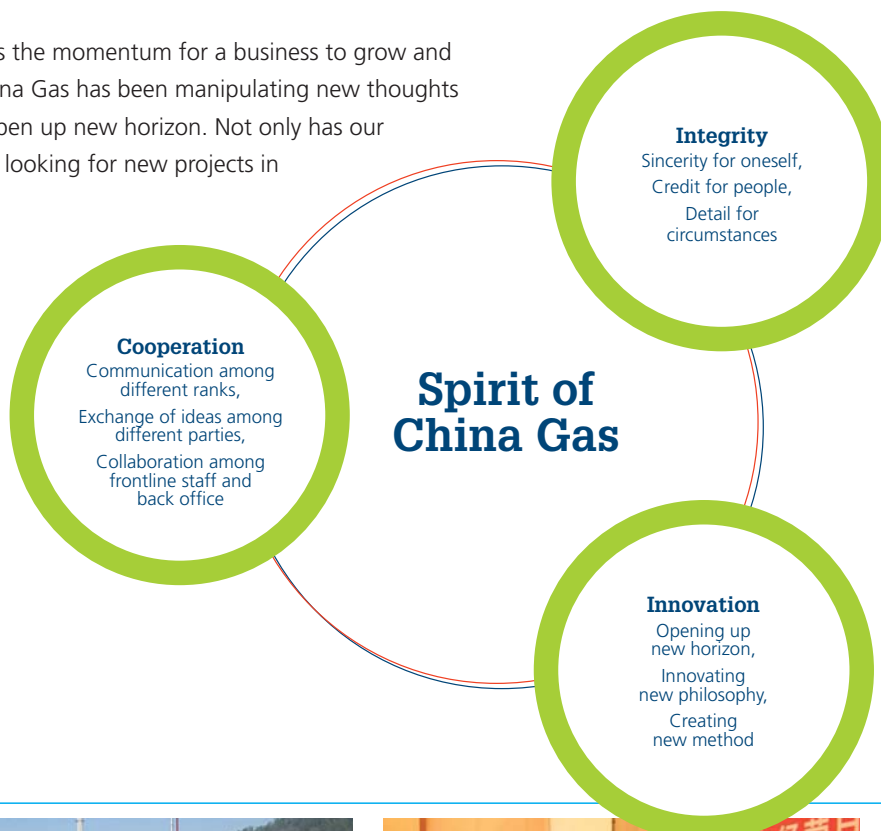 s the momentum for a business to grow and
na Gas has been manipulating new thoughts
pen up new horizon. Not only has our
looking for new projects in
Integrity
Sincerity for oneself,
Credit for people,
Detail for
circumstances
Cooperation
Communication among
different ranks,
Exchange of ideas among
different parties,
Collaboration among
frontline staff and
back office
Spirit of
China Gas
Innovation
Opening up
new horizon,
Innovating
new philosophy,
Creating
new method